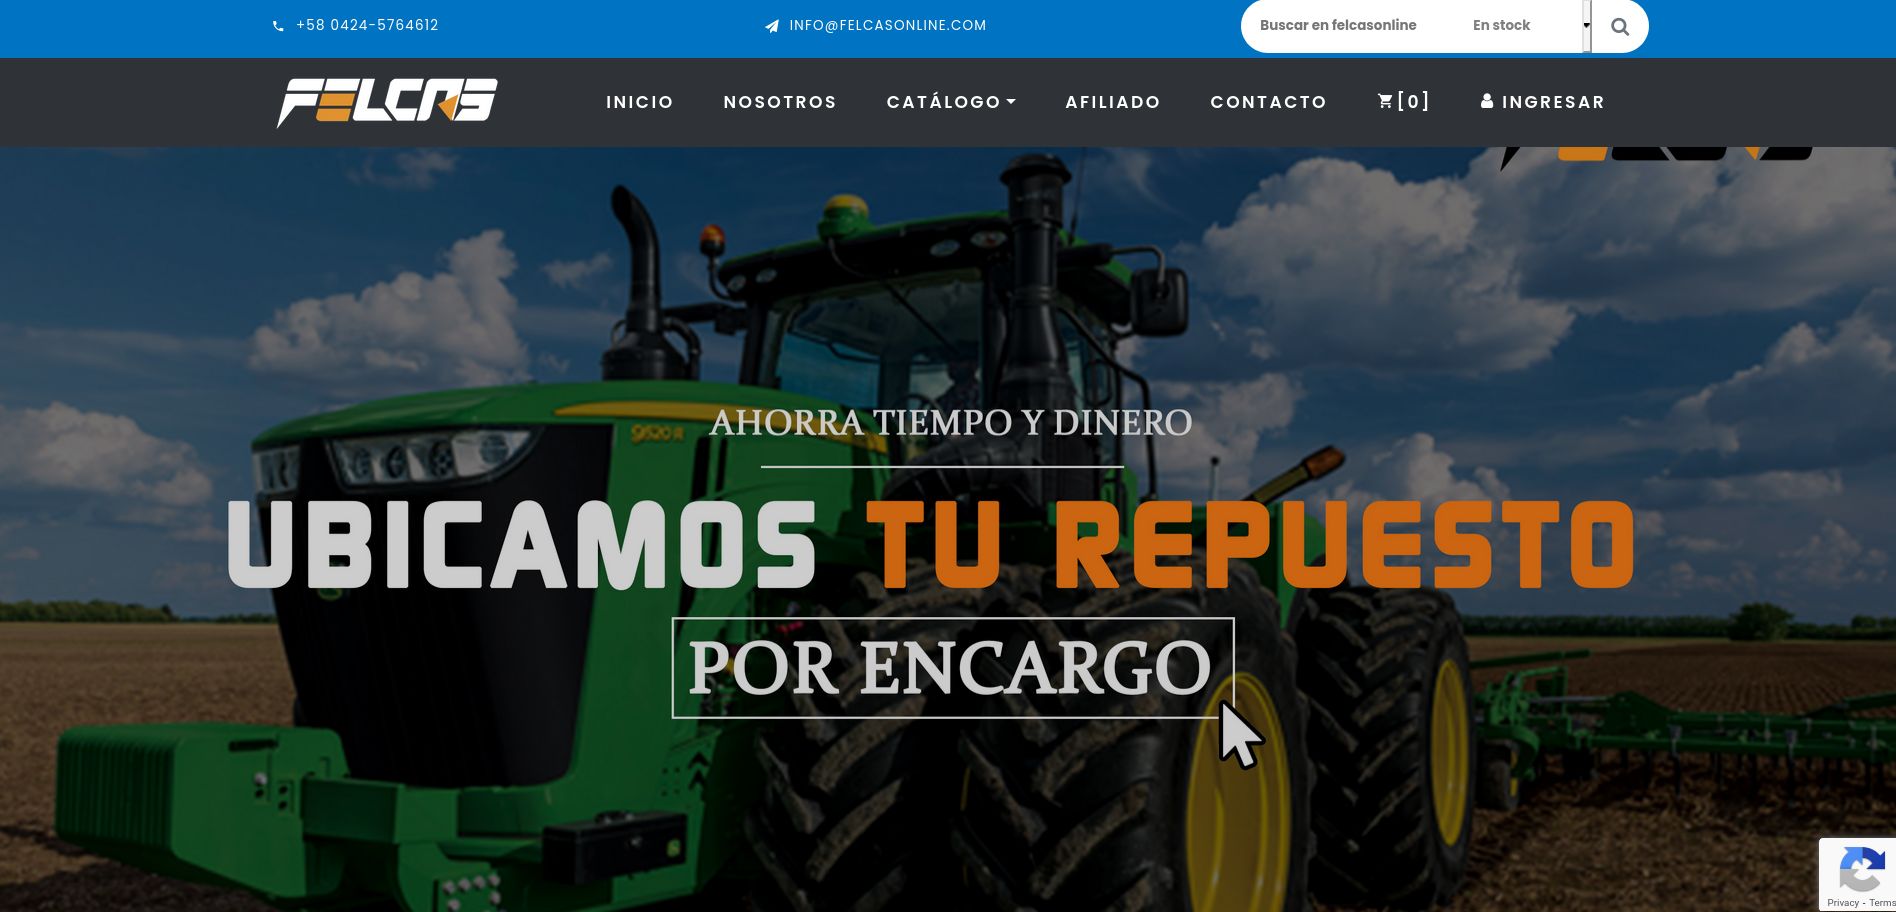 +58 0424-5764612
INFO@FELCASONLINE.COM
Buscar en felcasonline
En stock
FELCAS
INICIO
NOSOTROS
CATÁLOGO
AFILIADO
CONTACTO
[0]
INGRESAR
9620R
AHORRA TIEMPO Y DINERO
UBICAMOS TU REPUESTO
POR ENCARGO
Privacy - Terms